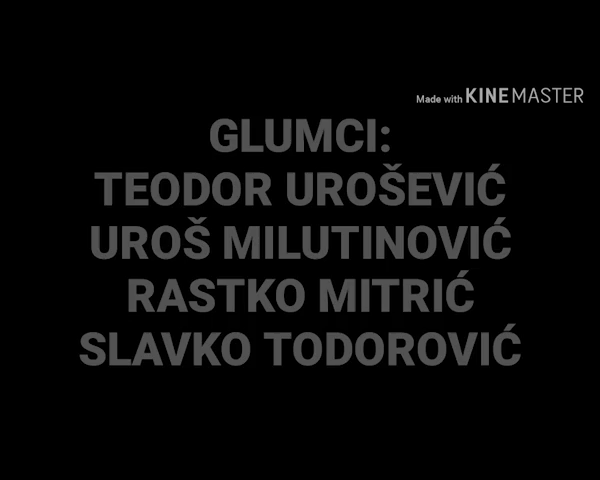 Made with KINEMASTER
GLUMCI:
TEODOR UROŠEVIĆ
UROŠ MILUTINOVIĆ
RASTKO MITRIĆ
SLAVKO TODOROVIĆ